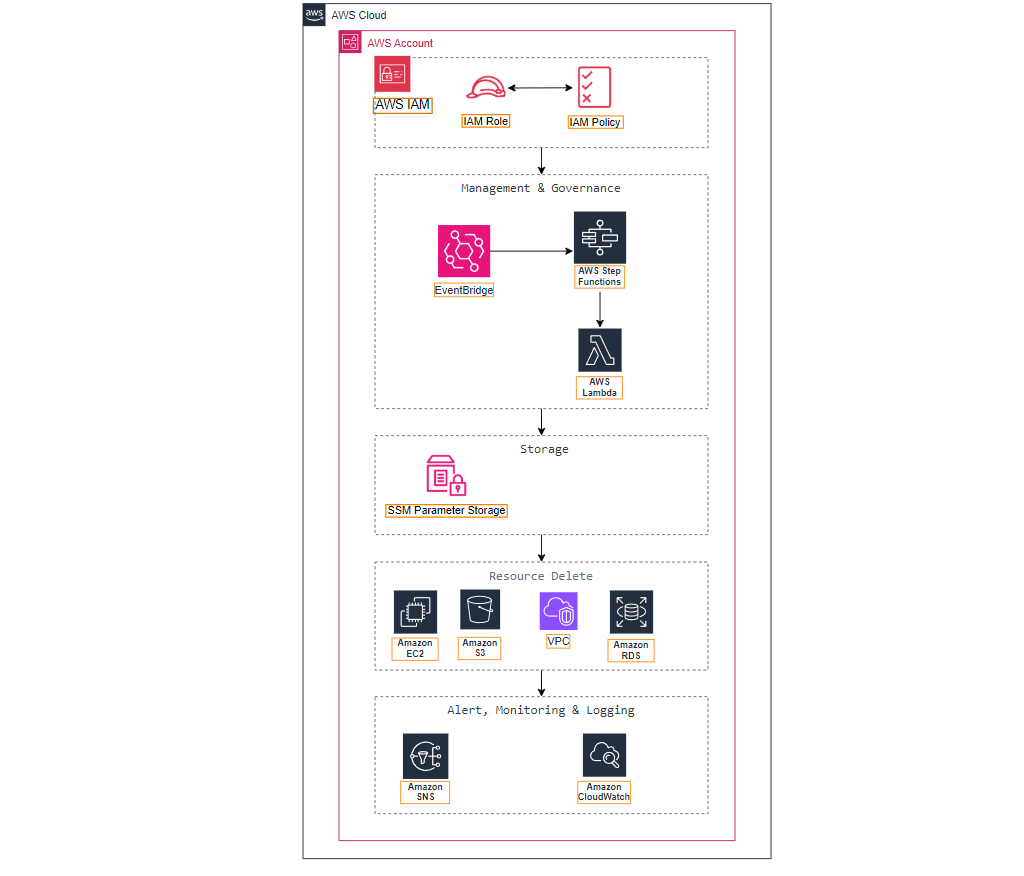 aws
AWS Cloud
AWS Account
AWS IAM
IAM Role
IAM Policy
Management & Governance
EventBridge
AWS Step
Functions
AWS
Lambda
Storage
SSM Parameter Storage
Resource Delete
Amazon
EC2
Amazon
S3
VPC
Amazon
RDS
Alert, Monitoring & Logging
Amazon
SNS
Amazon
CloudWatch